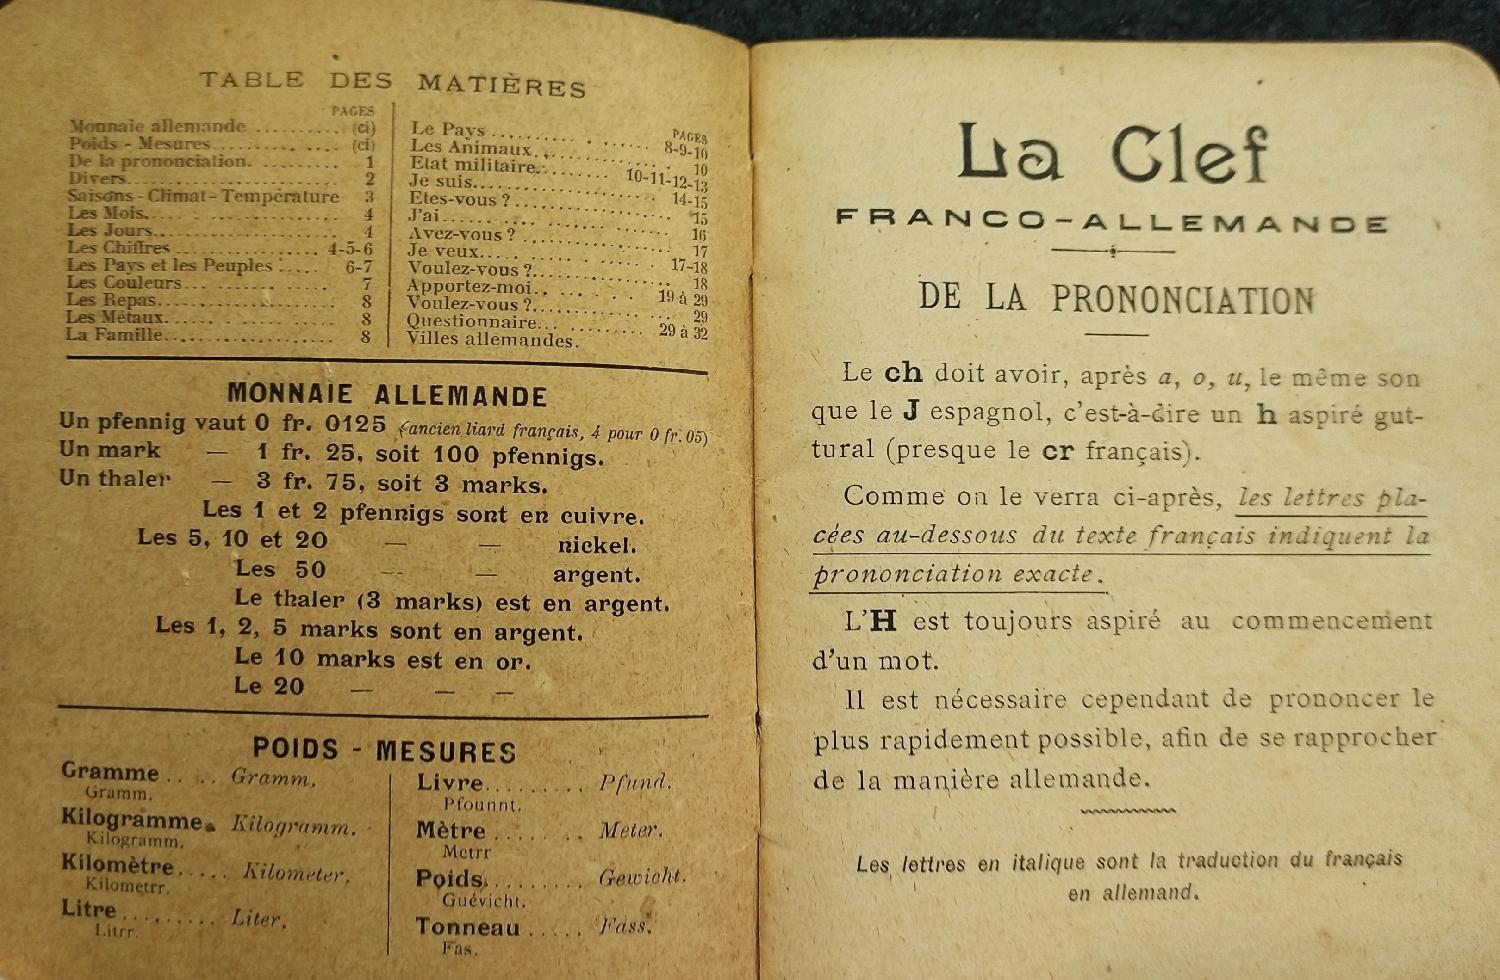 TABLE DES MATIÈRES
PAGES
Monnaie allemande .......... (ci)
Poids - Mesures.............. (ci)
De la prononciation. .......... 1
Divers........................ 2
Saisons - Climat - Température 3
Les Mois...................... 4
Les Jours..................... 4
Les Chiffres ................ 4-5-6
Les Pays et les Peuples ..... 6-7
Les Couleurs.................. 7
Les Repas..................... 8
Les Métaux.................... 8
La Famille.................... 8
PAGES
Le Pays .................. 8-9-10
Les Animaux................... 10
Etat militaire........ 10-11-12-13
Je suis.................... 14-15
Etes-vous ?................... 15
J'ai.......................... 16
Avez-vous ?................... 17
Je veux.................... 17-18
Voulez-vous ?................. 18
Apportez-moi............. 19 à 29
Voulez-vous ?................. 29
Questionnaire............ 29 à 32
Villes allemandes.
MONNAIE ALLEMANDE
Un pfennig vaut 0 fr. 0125 (ancien liard français, 4 pour 0 fr. 05)
Un mark — 1 fr. 25, soit 100 pfennigs.
Un thaler — 3 fr. 75, soit 3 marks.
Les 1 et 2 pfennigs sont en cuivre.
Les 5, 10 et 20 — — nickel.
Les 50 — — argent.
Le thaler (3 marks) est en argent.
Les 1, 2, 5 marks sont en argent.
Le 10 marks est en or.
Le 20 — — —
POIDS - MESURES
Gramme ..... Gramm.
Gramm.
Kilogramme. Kilogramm.
Kilogramm.
Kilomètre..... Kilometer.
Kilometrr.
Litre ......... Liter.
Litrr.
Livre......... Pfund.
Pfounnt.
Mètre ........ Meter.
Metrr
Poids......... Gewicht.
Guévicht.
Tonneau ..... Fass.
Fas.
La Clef
FRANCO-ALLEMANDE
DE LA PRONONCIATION
Le ch doit avoir, après a, o, u, le même son
que le J espagnol, c'est-à-dire un h aspiré gut-
tural (presque le cr français).
Comme on le verra ci-après, les lettres pla-
cées au-dessous du texte français indiquent la
prononciation exacte.
L'H est toujours aspiré au commencement
d'un mot.
Il est nécessaire cependant de prononcer le
plus rapidement possible, afin de se rapprocher
de la manière allemande.
Les lettres en italique sont la traduction du français
en allemand.